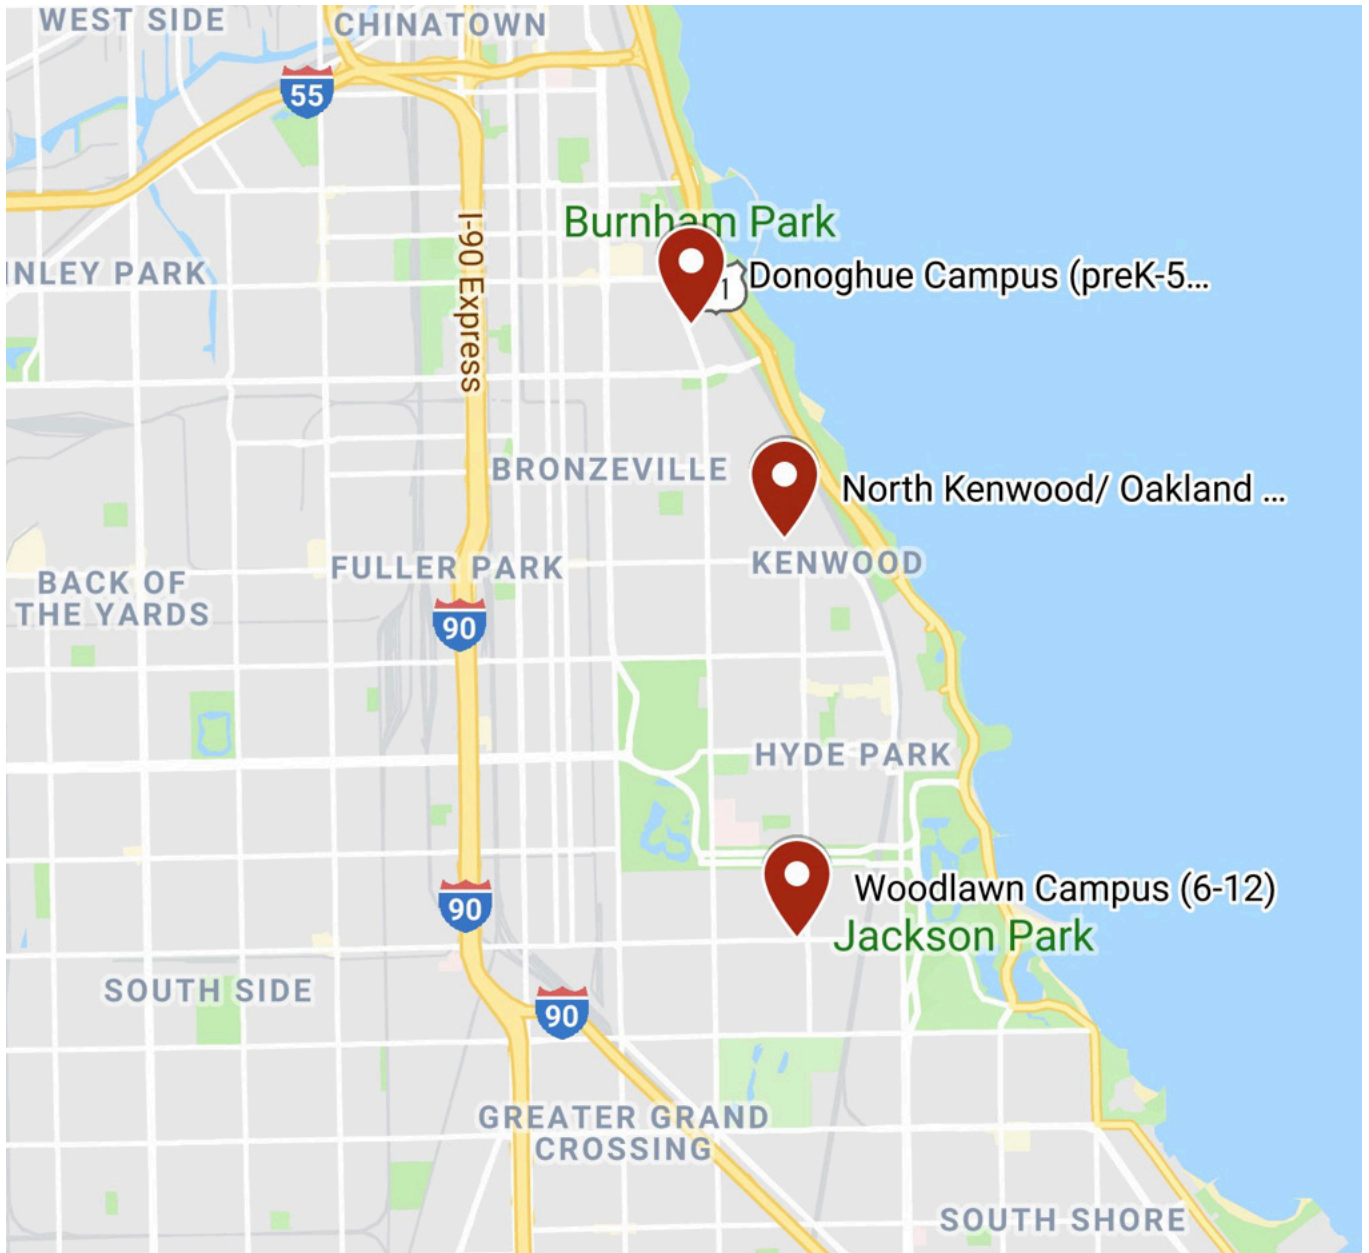 WEST SIDE
CHINATOWN
55
I-90 Express
Burnham Park
INLEY PARK
1
Donoghue Campus (preK-5...
BRONZEVILLE
North Kenwood/ Oakland ...
KENWOOD
FULLER PARK
BACK OF
THE YARDS
90
HYDE PARK
Woodlawn Campus (6-12)
90
Jackson Park
SOUTH SIDE
90
GREATER GRAND
CROSSING
SOUTH SHORE